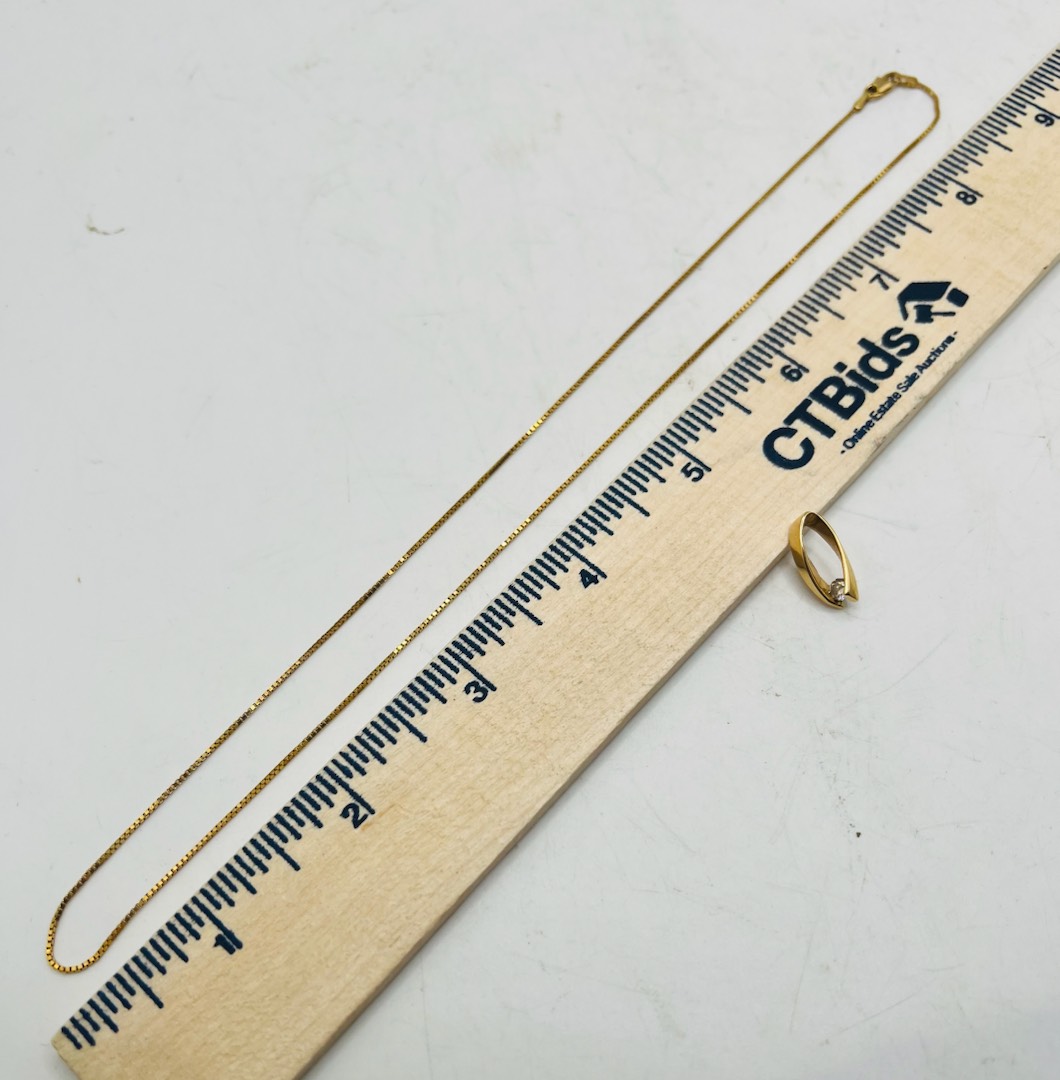 1 2 3 4 5 6 7 8 9
CTBids
- Online Estate Sale Auctions -